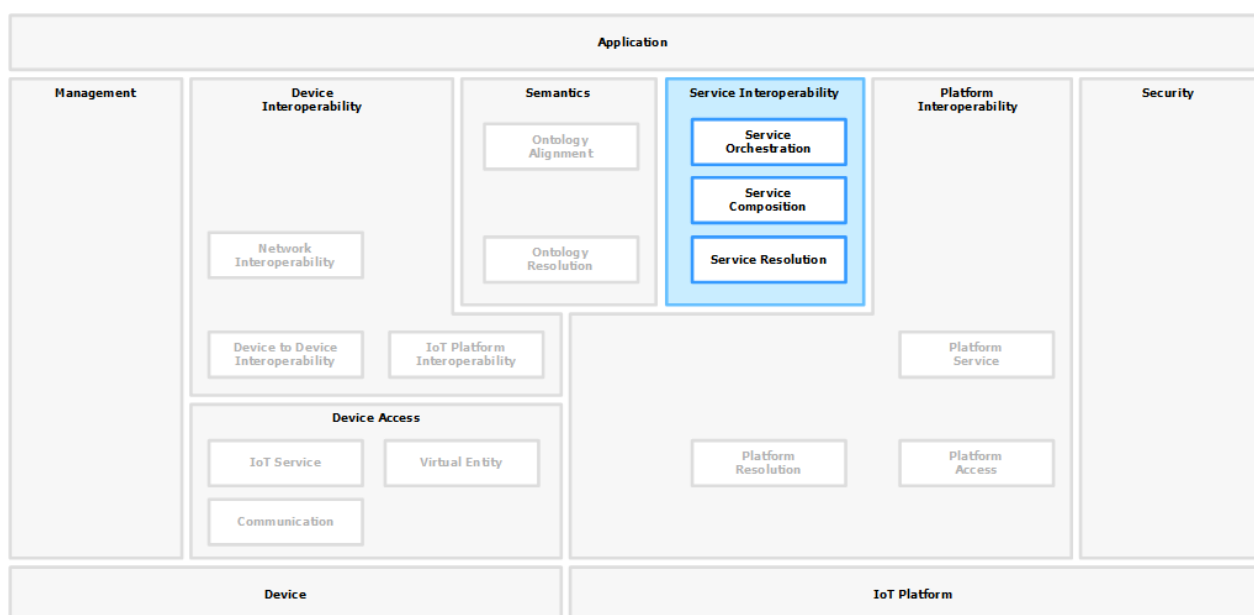 Application
Management
Device
Interoperability
Semantics
Service Interoperability
Platform
Interoperability
Security
Ontology
Alignment
Service
Orchestration
Service
Composition
Network
Interoperability
Ontology
Resolution
Service Resolution
Device to Device
Interoperability
IoT Platform
Interoperability
Platform
Service
Device Access
IoT Service
Virtual Entity
Platform
Resolution
Platform
Access
Communication
Device
IoT Platform